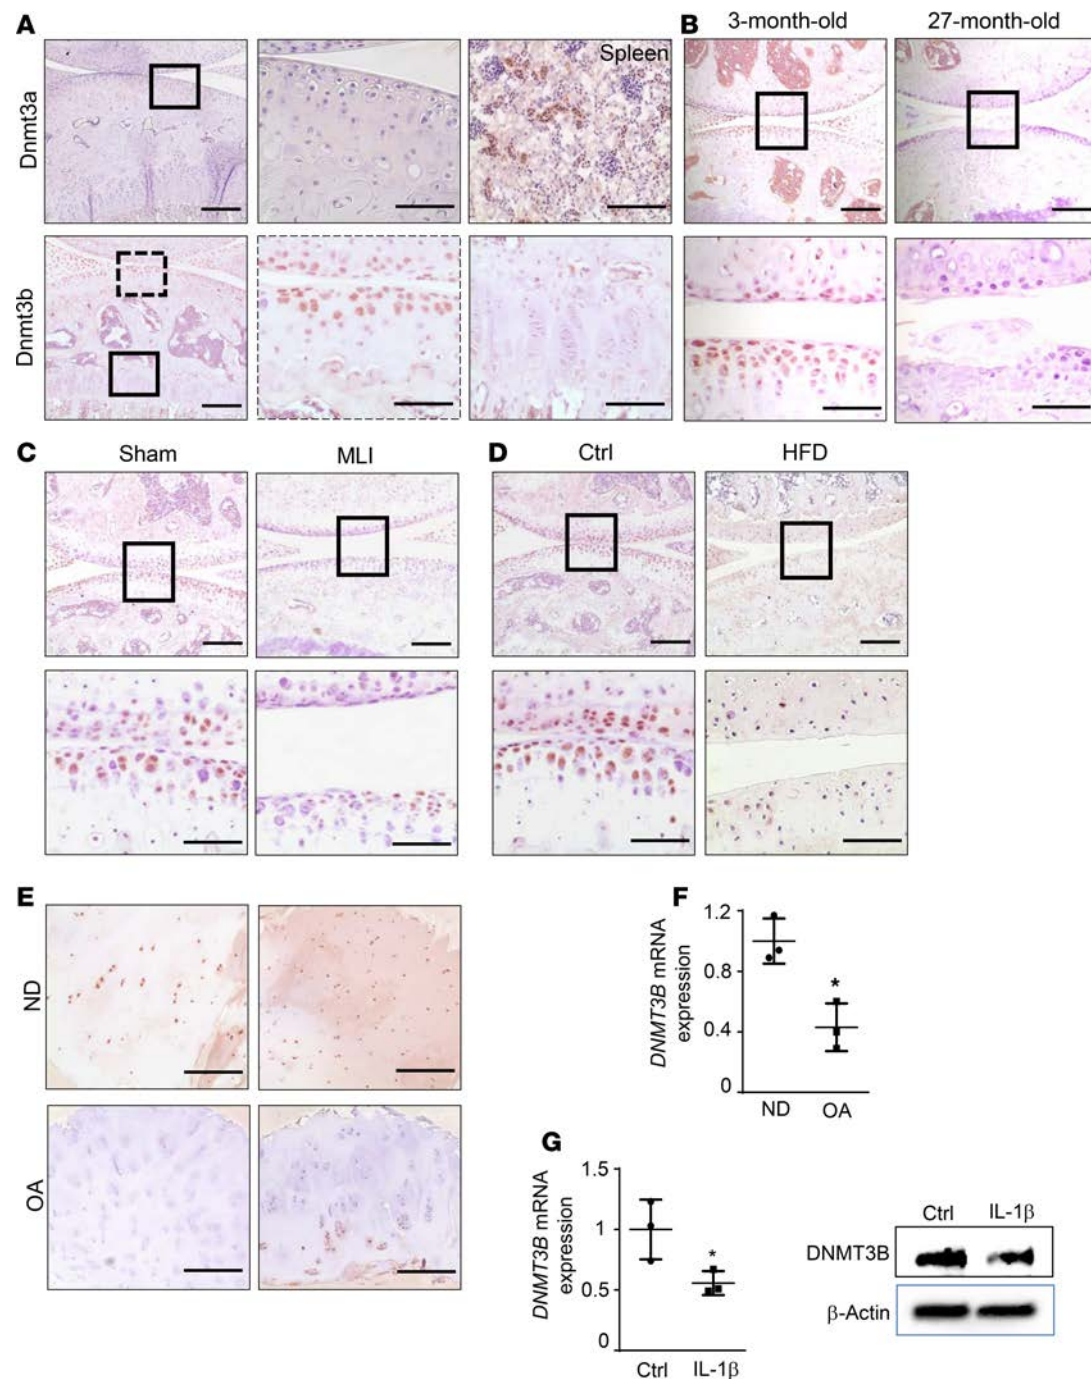 A
Dnmt3a
Spleen
Dnmt3b
B
3-month-old
27-month-old
C
Sham
MLI
D
Ctrl
HFD
E
ND
OA
F
DNMT3B mRNA
expression
1.2
0.8
0.4
0
*
ND
OA
G
DNMT3B mRNA
expression
1.5
1
0.5
0
*
Ctrl
IL-1β
Ctrl
IL-1β
DNMT3B
β-Actin